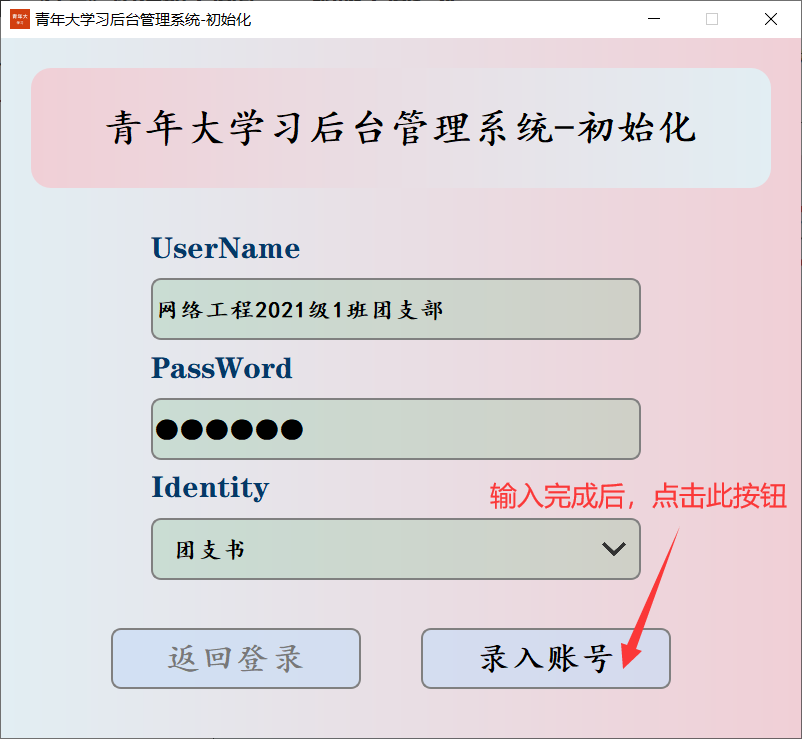 青年大学习后台管理系统-初始化
青年大学习后台管理系统-初始化
UserName
网络工程2021级1班团支部
PassWord
●●●●●●
Identity
输入完成后，点击此按钮
团支书
返回登录
录入账号